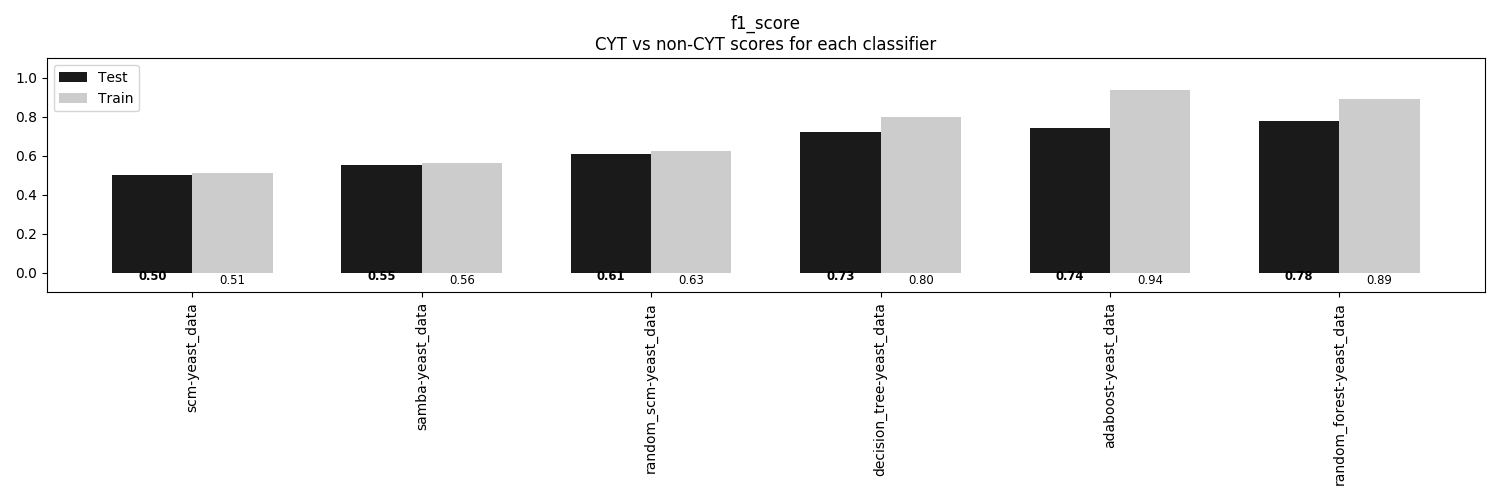 f1_score
CYT vs non-CYT scores for each classifier
Test
Train
1.0
0.8
0.6
0.4
0.2
0.0
0.50 0.51 0.55 0.56 0.61 0.63 0.73 0.80 0.74 0.94 0.78 0.89
scm-yeast_data
samba-yeast_data
random_scm-yeast_data
decision_tree-yeast_data
adaboost-yeast_data
random_forest-yeast_data